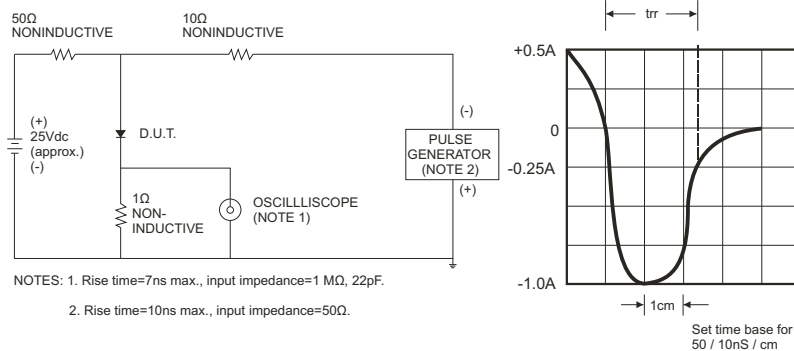 50Ω
NONINDUCTIVE
10Ω
NONINDUCTIVE
(+)
25Vdc
(approx.)
(-)
D.U.T.
1Ω
NON-
INDUCTIVE
OSCILLLISCOPE
(NOTE 1)
(-)
PULSE
GENERATOR
(NOTE 2)
(+)
NOTES: 1. Rise time=7ns max., input impedance=1 MΩ, 22pF.
2. Rise time=10ns max., input impedance=50Ω.
trr
+0.5A
0
-0.25A
-1.0A
1cm
Set time base for
50 / 10nS / cm